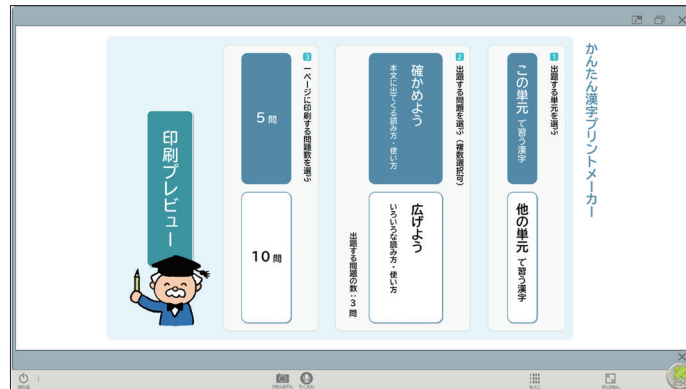 かんたん漢字プリントメーカー
1 出題する単元を選ぶ
この単元で習う漢字
他の単元で習う漢字
2 出題する問題を選ぶ(複数選択可)
確かめよう
本文に出てくる読み方・使い方
広げよう
いろいろな読み方・使い方
出題する問題の数:3問
3 一ページに印刷する問題数を選ぶ
5問
10問
印刷プレビュー